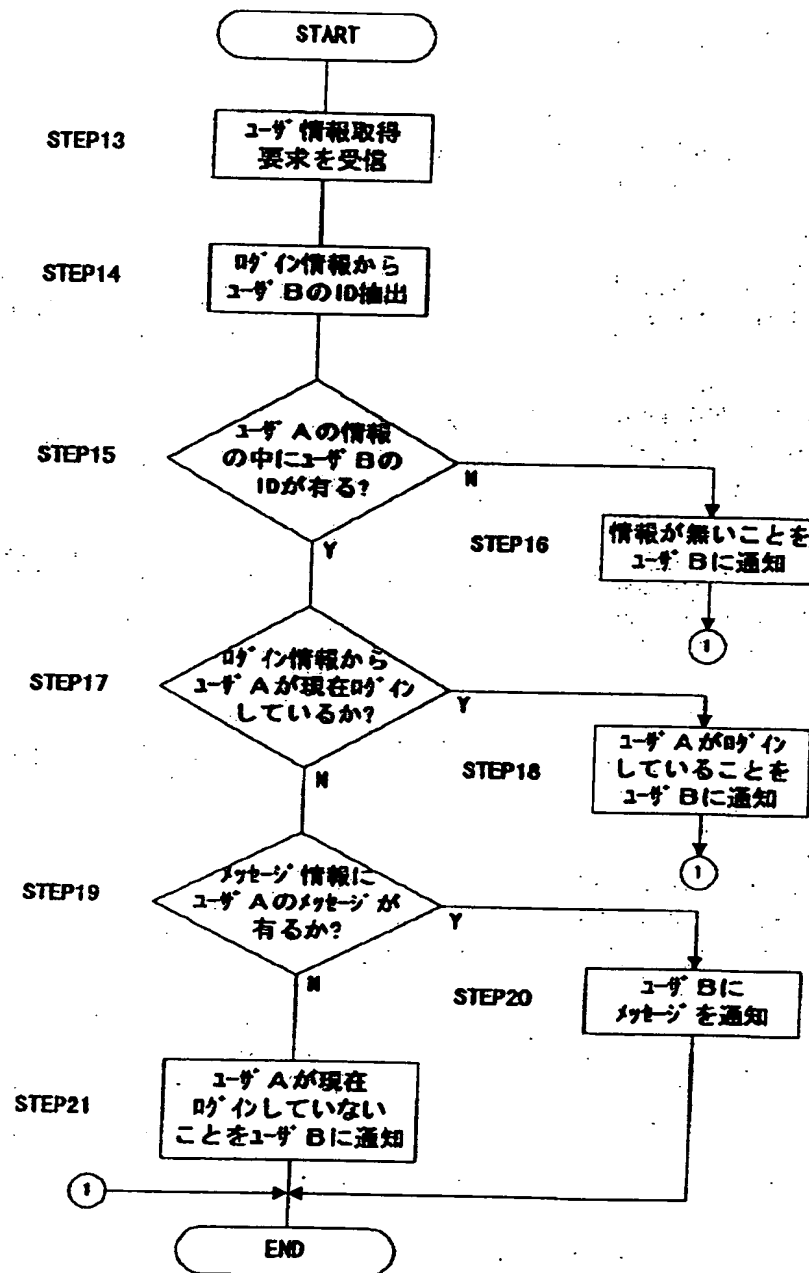 START
STEP13
ユーザ情報取得
要求を受信
STEP14
ログイン情報から
ユーザBのID抽出
STEP15
ユーザAの情報
の中にユーザBの
IDが有る?
N
Y
STEP16
情報が無いことを
ユーザBに通知
1
STEP17
ログイン情報から
ユーザAが現在ログイン
しているか?
Y
N
STEP18
ユーザAがログイン
していることを
ユーザBに通知
1
STEP19
メッセージ情報に
ユーザAのメッセージが
有るか?
Y
N
STEP20
ユーザBに
メッセージを通知
STEP21
ユーザAが現在
ログインしていない
ことをユーザBに通知
1
END